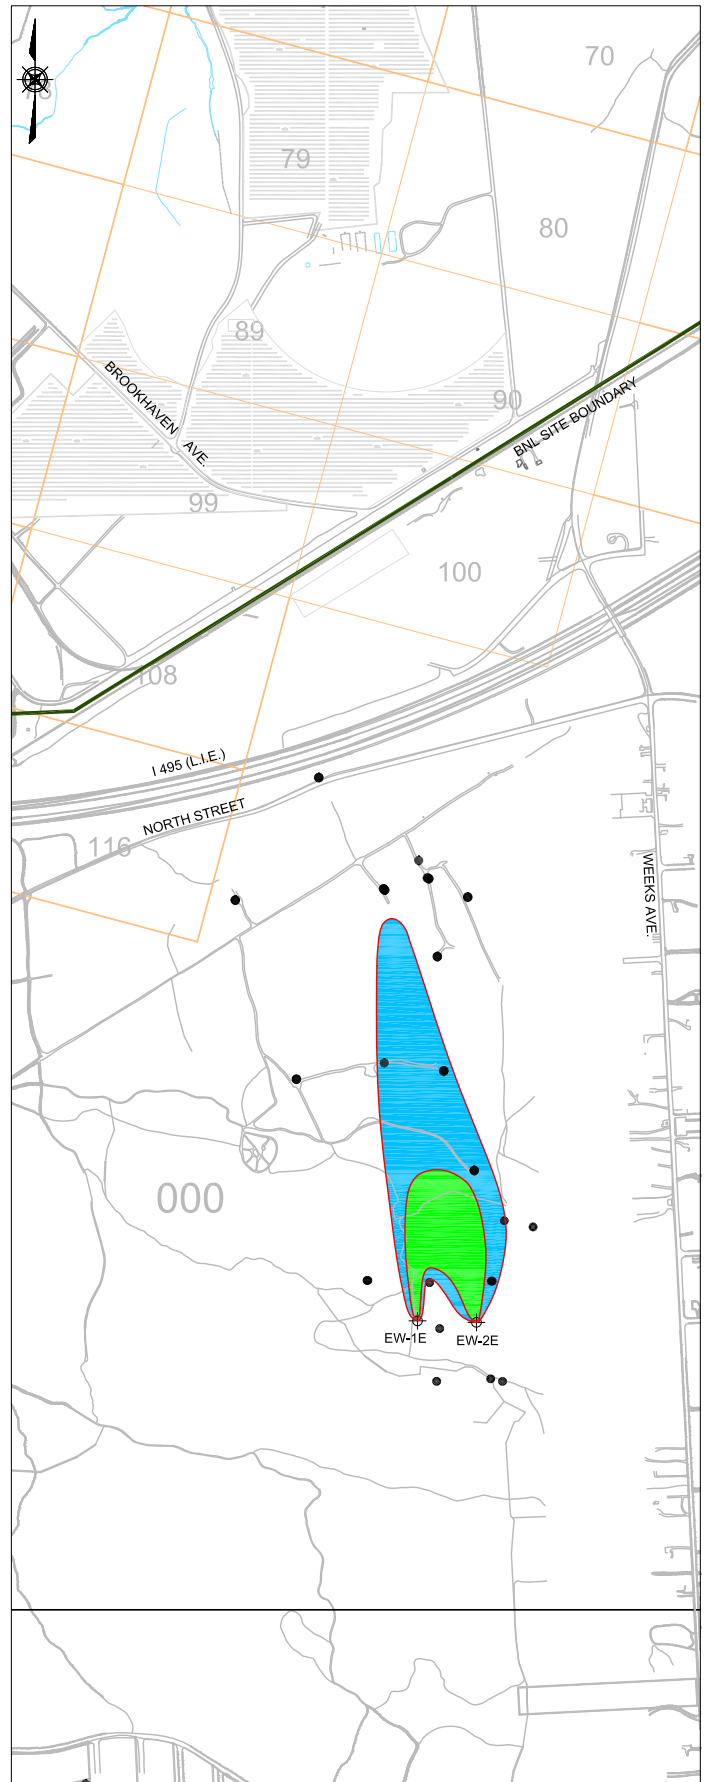 70
78
79
80
89
BROOKHAVEN AVE.
90
BNL SITE BOUNDARY
99
100
108
I 495 (L.I.E.)
NORTH STREET
116
WEEKS AVE.
000
EW-1E
EW-2E